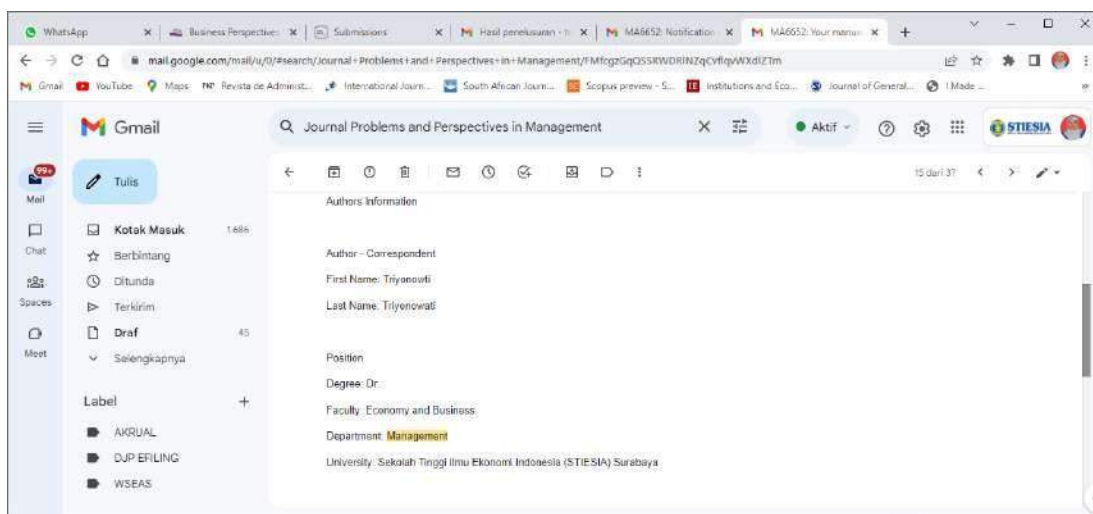 WhatsApp
Business Perspectives
Submissions
Hasil penelusuran - t
MA6652: Notification
MA6652: Your manus
mail.google.com/mail/u/0/#search/Journal+Problems+and+Perspectives+in+Management/
Gmail
YouTube
Maps
Revista de Administ...
International Journ...
South African Journ...
Scopus preview - S...
Institutions and Eco...
Journal of General...
I Made ...
Gmail
Journal Problems and Perspectives in Management
Aktif
STIESIA
99+
Mail
Chat
Spaces
Meet
Tulis
15 dari 37
Kotak Masuk 1.686
Berbintang
Ditunda
Terkirim
Draf 45
Selengkapnya
Label
AKRUAL
DJP EFILING
WSEAS
Authors Information
Author - Correspondent
First Name: Triyonowti
Last Name: Triyonowati
Position
Degree: Dr.
Faculty: Economy and Business
Department: Management
University: Sekolah Tinggi Ilmu Ekonomi Indonesia (STIESIA) Surabaya